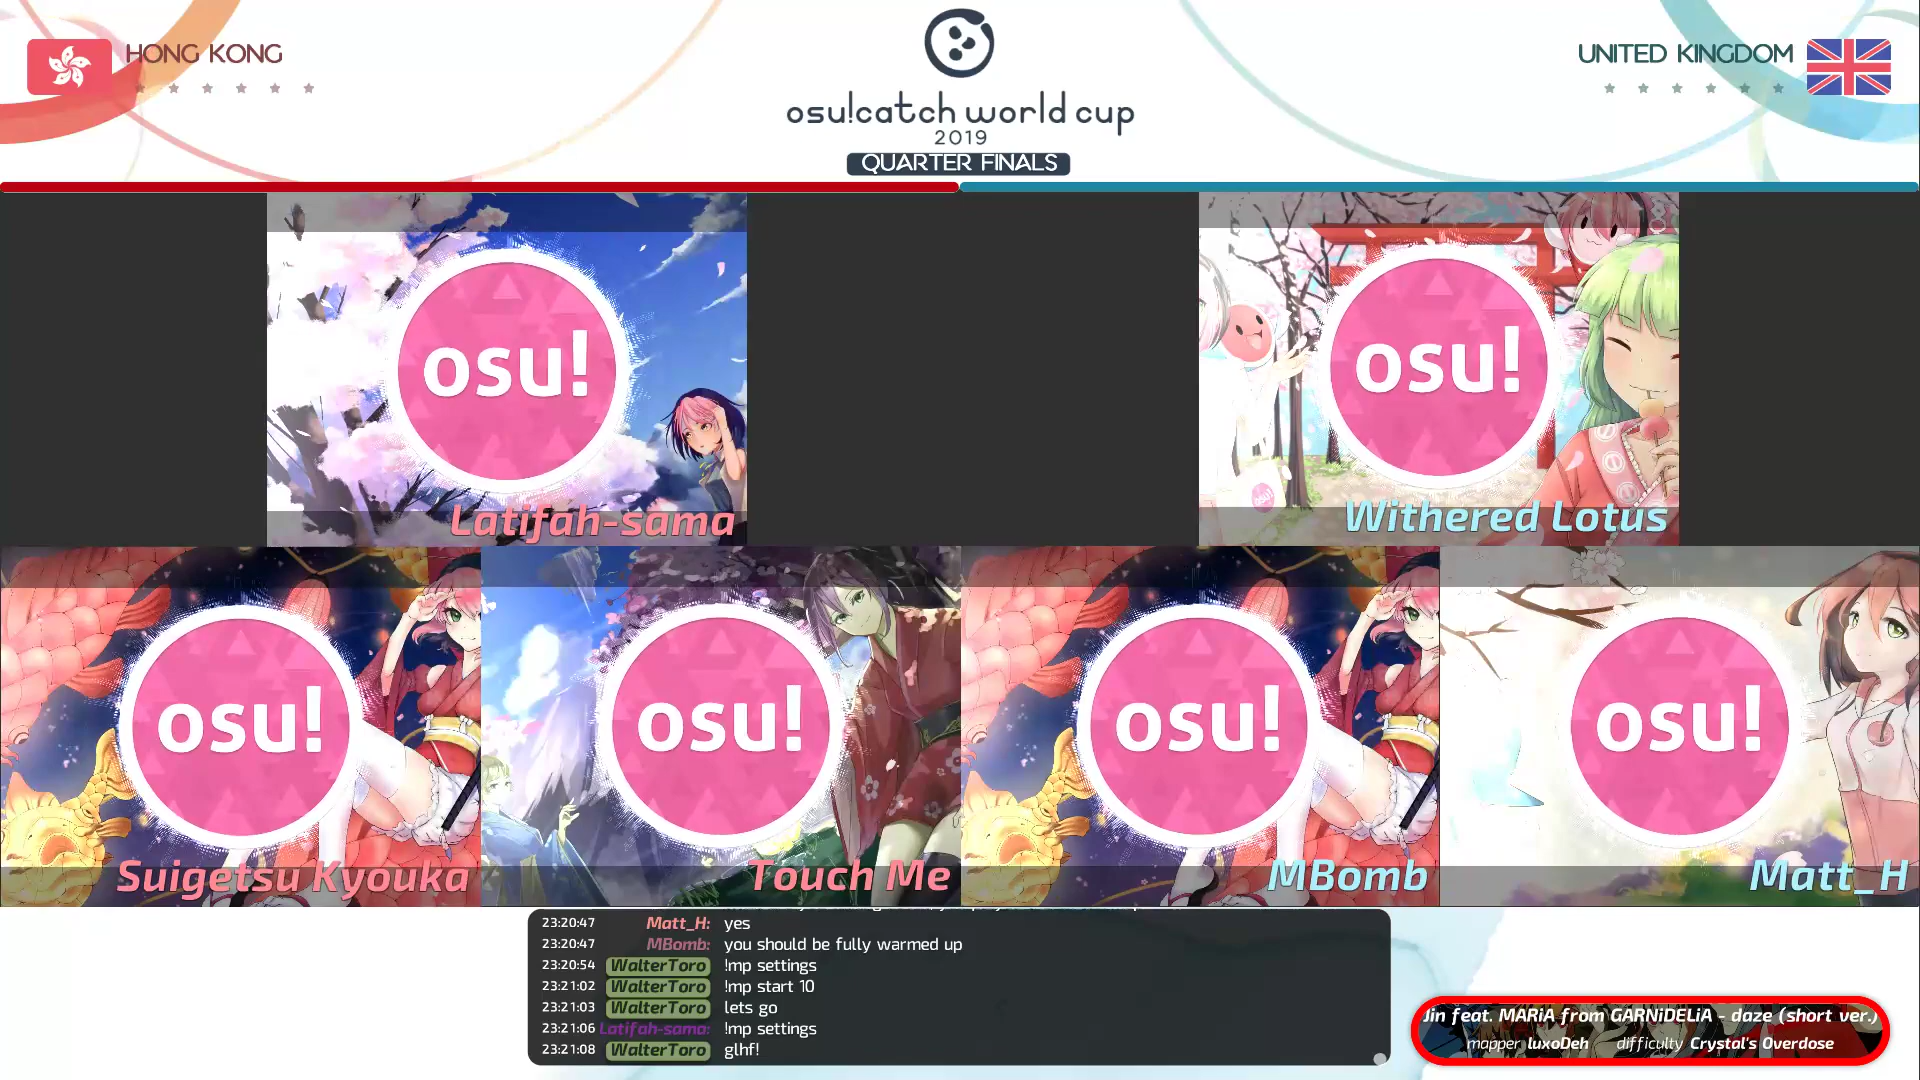 HONG KONG
UNITED KINGDOM
osu!catch world cup
2019
QUARTER FINALS
osu!
Latifah-sama
osu!
Withered Lotus
osu!
Suigetsu Kyouka
osu!
Touch Me
osu!
MBomb
osu!
Matt_H
23:20:47 Matt_H: yes
23:20:47 MBomb: you should be fully warmed up
23:20:54 WalterToro !mp settings
23:21:02 WalterToro !mp start 10
23:21:03 WalterToro lets go
23:21:06 Latifah-sama: !mp settings
23:21:08 WalterToro glhf!
Jin feat. MARiA from GARNiDELiA - daze (short ver.)
mapper luxoDeh difficulty Crystal's Overdose